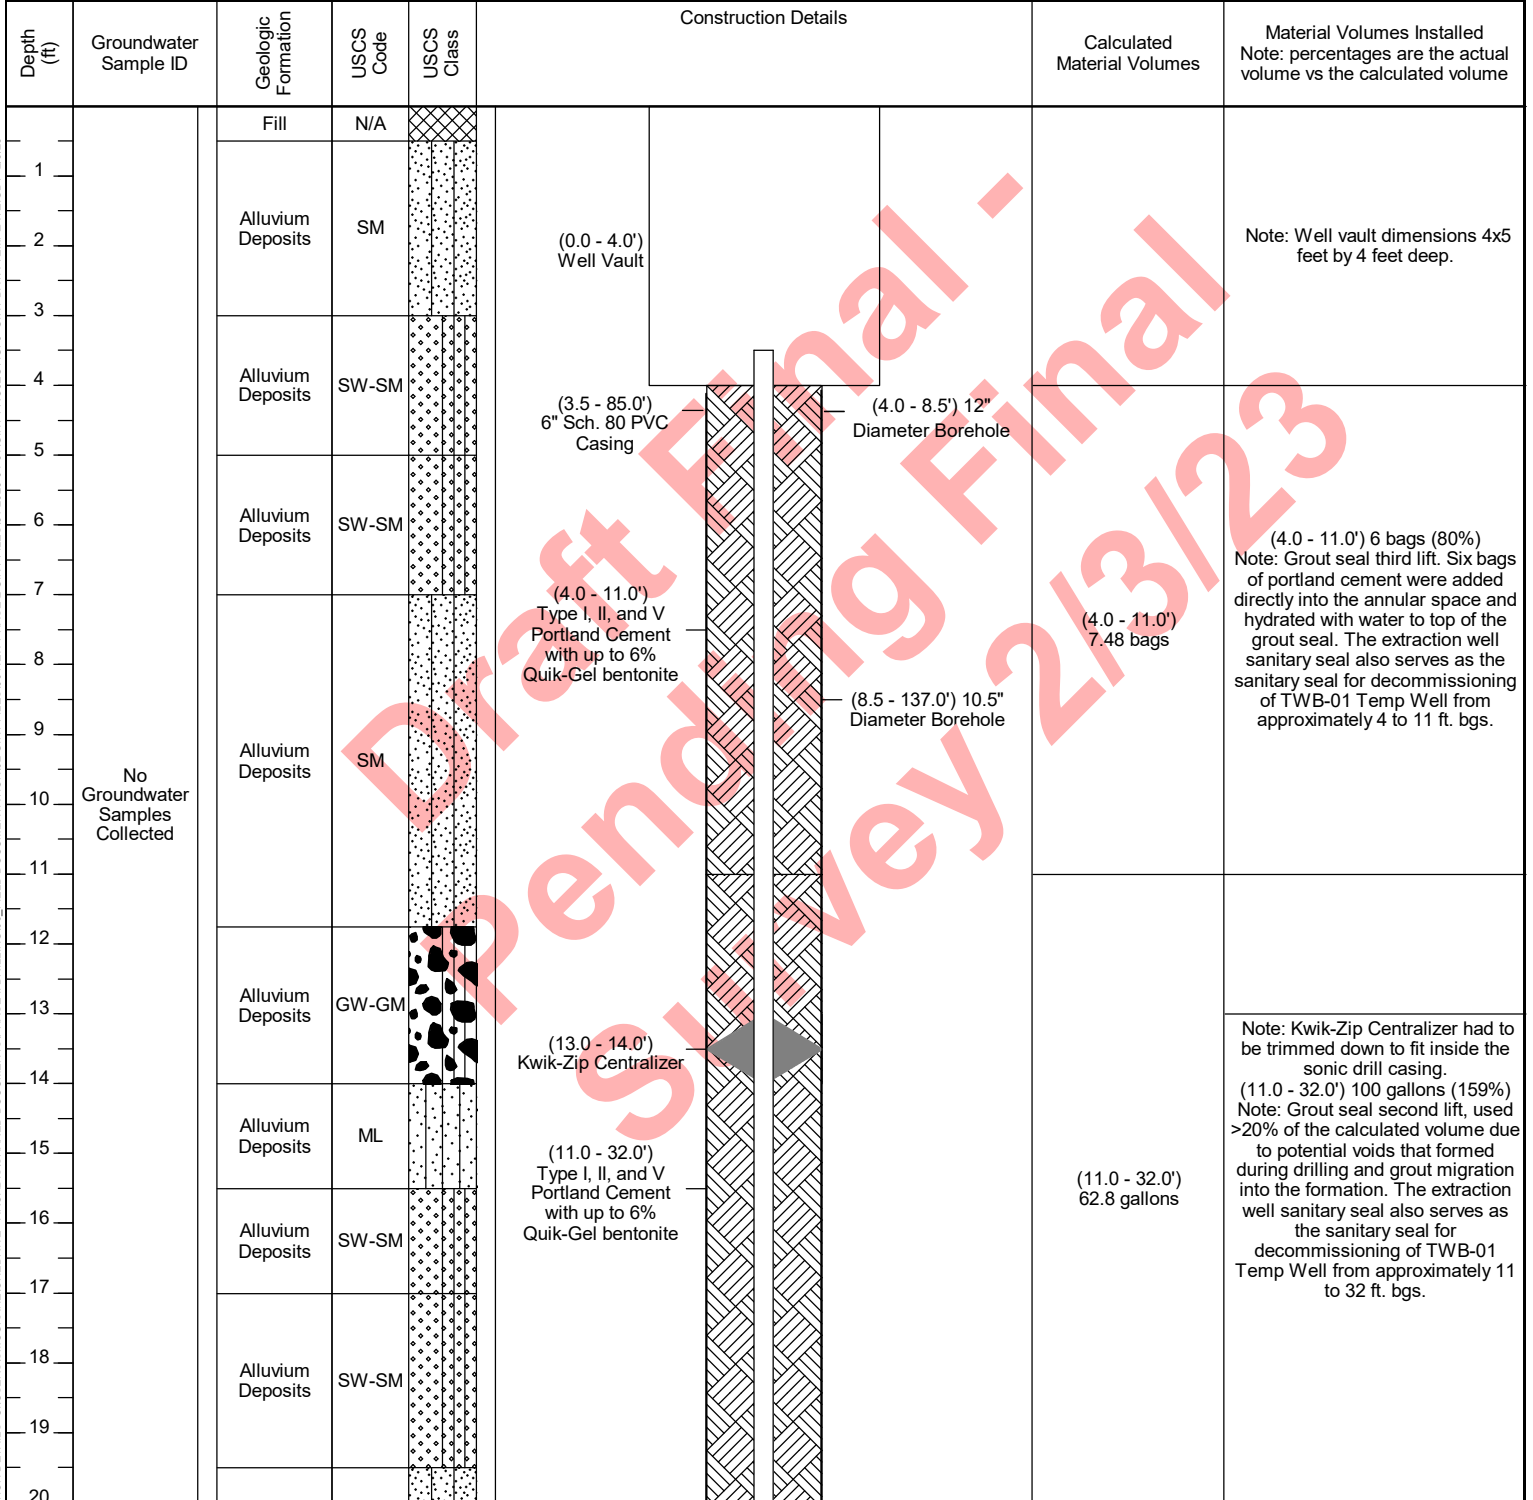 Depth
(ft)
Groundwater
Sample ID
Geologic
Formation
USCS
Code
USCS
Class
Construction Details
Calculated
Material Volumes
Material Volumes Installed
Note: percentages are the actual
volume vs the calculated volume
Fill
N/A
1
Alluvium
Deposits
SM
2
(0.0 - 4.0')
Well Vault
Note: Well vault dimensions 4x5
feet by 4 feet deep.
3
4
Alluvium
Deposits
SW-SM
(3.5 - 85.0')
6" Sch. 80 PVC
Casing
(4.0 - 8.5') 12"
Diameter Borehole
5
6
Alluvium
Deposits
SW-SM
7
(4.0 - 11.0')
Type I, II, and V
Portland Cement
with up to 6%
Quik-Gel bentonite
(4.0 - 11.0')
7.48 bags
(4.0 - 11.0') 6 bags (80%)
Note: Grout seal third lift. Six bags
of portland cement were added
directly into the annular space and
hydrated with water to top of the
grout seal. The extraction well
sanitary seal also serves as the
sanitary seal for decommissioning
of TWB-01 Temp Well from
approximately 4 to 11 ft. bgs.
8
(8.5 - 137.0') 10.5"
Diameter Borehole
9
Alluvium
Deposits
SM
No
Groundwater
Samples
Collected
10
11
12
13
Alluvium
Deposits
GW-GM
(13.0 - 14.0')
Kwik-Zip Centralizer
14
Alluvium
Deposits
ML
15
(11.0 - 32.0')
Type I, II, and V
Portland Cement
with up to 6%
Quik-Gel bentonite
(11.0 - 32.0')
62.8 gallons
Note: Kwik-Zip Centralizer had to
be trimmed down to fit inside the
sonic drill casing.
(11.0 - 32.0') 100 gallons (159%)
Note: Grout seal second lift, used
>20% of the calculated volume due
to potential voids that formed
during drilling and grout migration
into the formation. The extraction
well sanitary seal also serves as
the sanitary seal for
decommissioning of TWB-01
Temp Well from approximately 11
to 32 ft. bgs.
16
Alluvium
Deposits
SW-SM
17
18
Alluvium
Deposits
SW-SM
19
20
Draft Final -
Pending Final
Survey 2/3/23